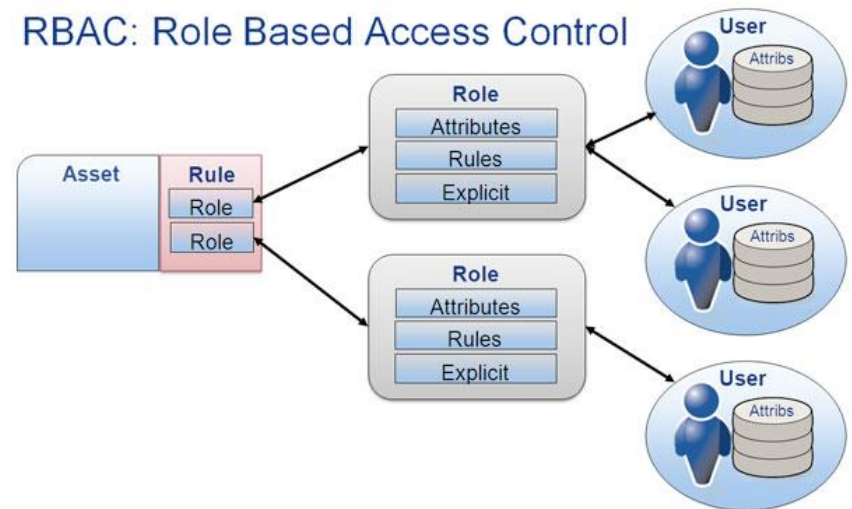 RBAC: Role Based Access Control
Asset
Rule
Role
Role
Role
Attributes
Rules
Explicit
Role
Attributes
Rules
Explicit
User
Attribs
User
Attribs
User
Attribs